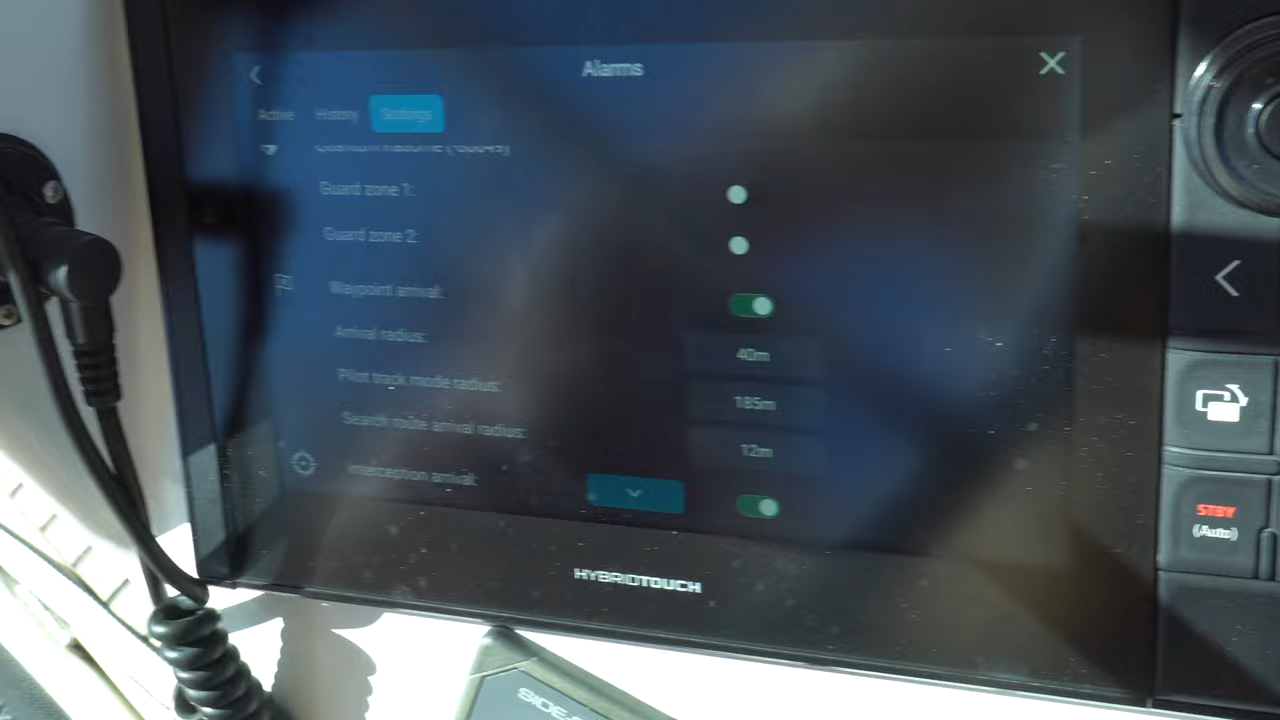 Alarms
Active History Settings
Guard zone 1:
Guard zone 2:
Waypoint arrival:
Arrival radius: 40m
Pilot track mode radius: 185m
Search route arrival radius: 12m
Interception arrival:
HYBRIDTOUCH
STBY
(Auto)